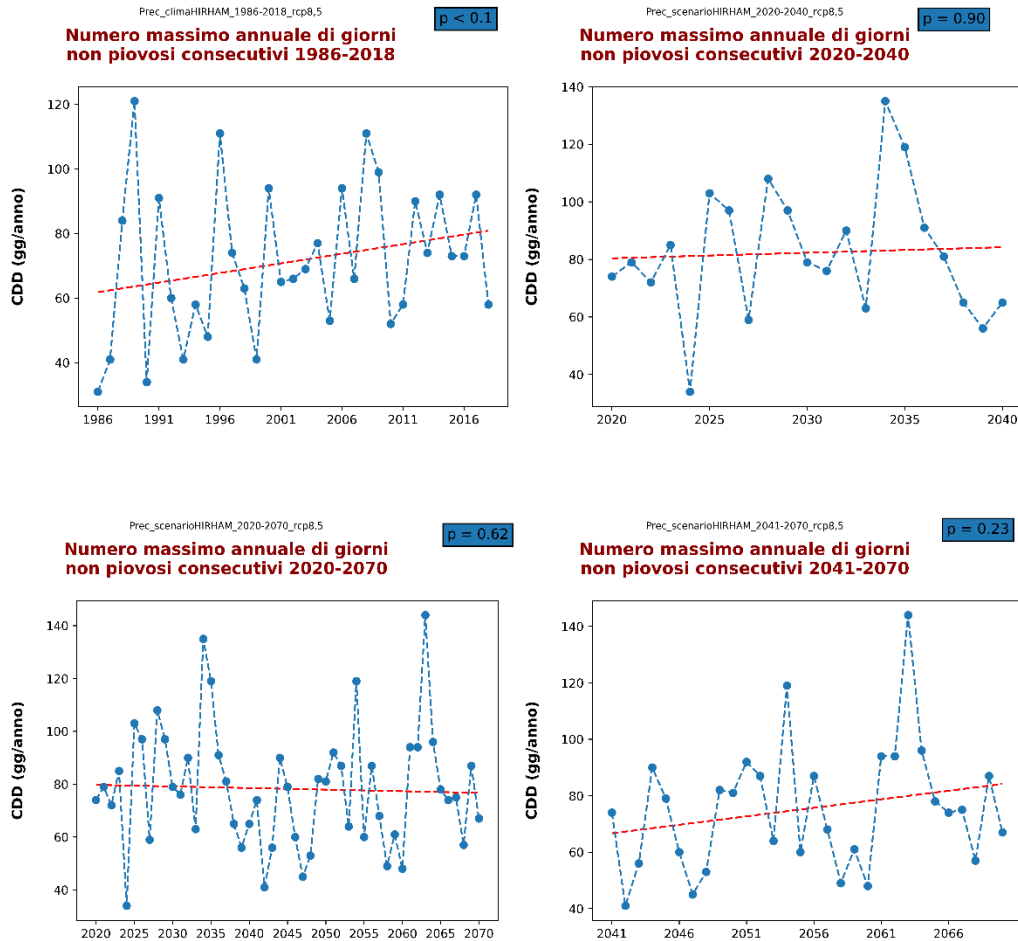 Prec_climaHIRHAM_1986-2018_rcp8,5
p < 0.1
Numero massimo annuale di giorni
non piovosi consecutivi 1986-2018
CDD (gg/anno)
120
100
80
60
40
1986 1991 1996 2001 2006 2011 2016
Prec_scenarioHIRHAM_2020-2040_rcp8,5
p = 0.90
Numero massimo annuale di giorni
non piovosi consecutivi 2020-2040
CDD (gg/anno)
140
120
100
80
60
40
2020 2025 2030 2035 2040
Prec_scenarioHIRHAM_2020-2070_rcp8,5
p = 0.62
Numero massimo annuale di giorni
non piovosi consecutivi 2020-2070
CDD (gg/anno)
140
120
100
80
60
40
2020 2025 2030 2035 2040 2045 2050 2055 2060 2065 2070
Prec_scenarioHIRHAM_2041-2070_rcp8,5
p = 0.23
Numero massimo annuale di giorni
non piovosi consecutivi 2041-2070
CDD (gg/anno)
140
120
100
80
60
40
2041 2046 2051 2056 2061 2066